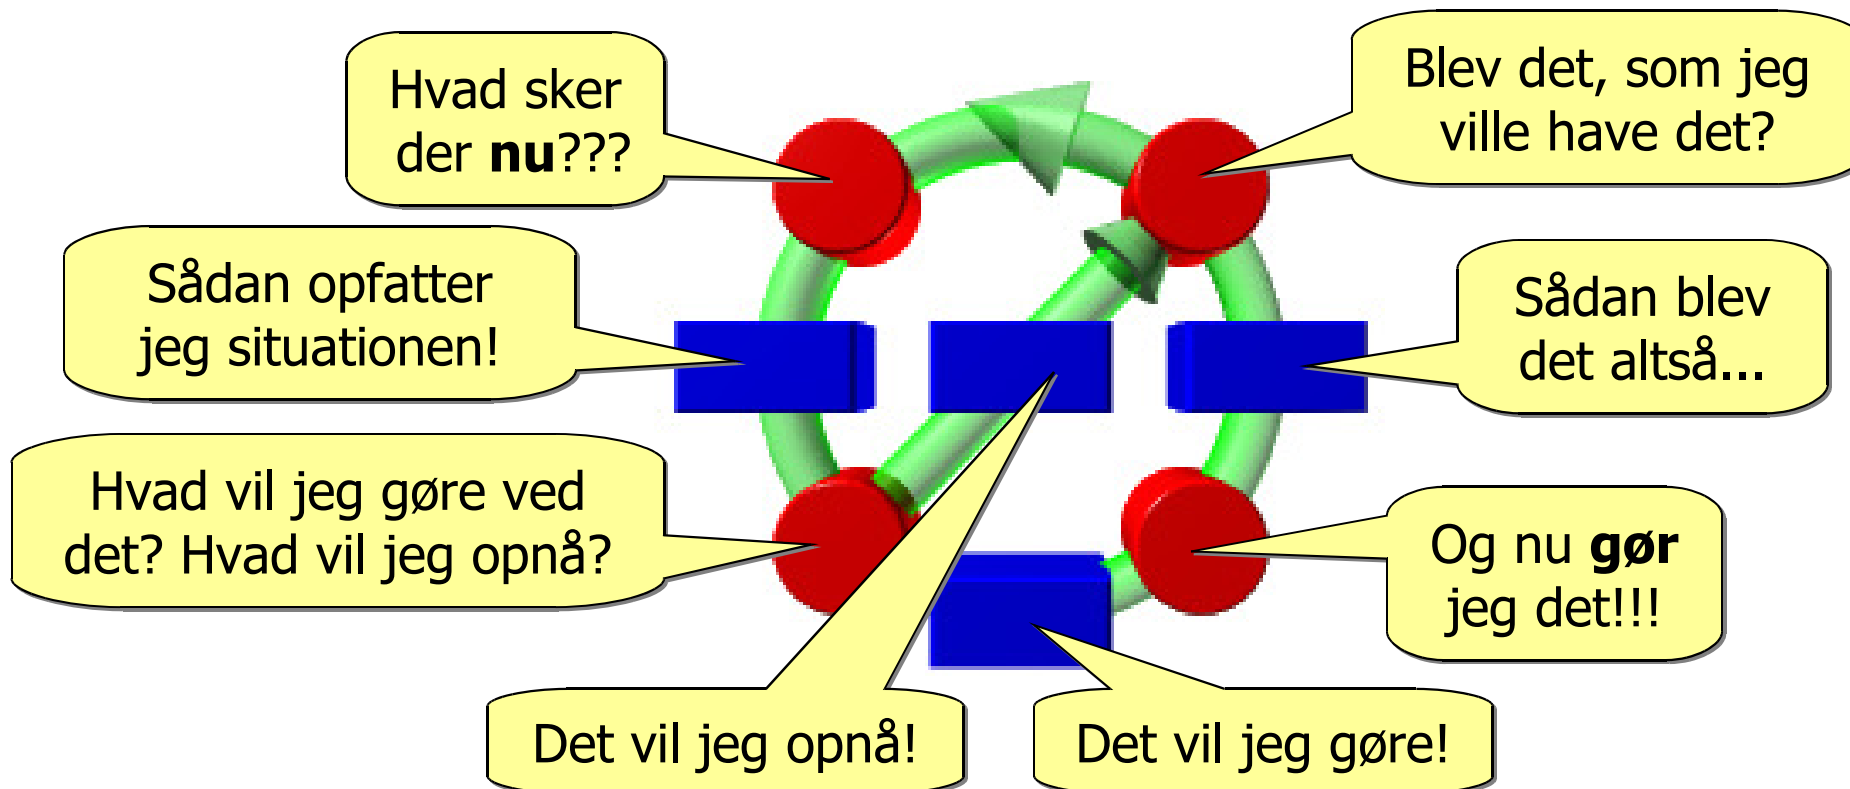 Hvad sker
der nu???
Blev det, som jeg
ville have det?
Sådan opfatter
jeg situationen!
Sådan blev
det altså...
Hvad vil jeg gøre ved
det? Hvad vil jeg opnå?
Og nu gør
jeg det!!!
Det vil jeg opnå!
Det vil jeg gøre!